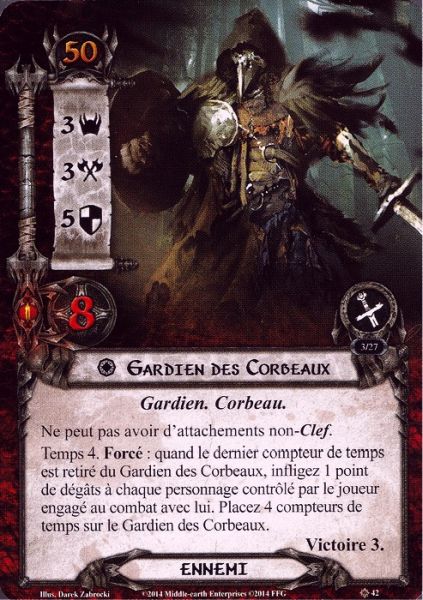 50
3
3
5
8
3/27
Gardien des Corbeaux
Gardien. Corbeau.
Ne peut pas avoir d'attachements non-Clef.
Temps 4. Forcé : quand le dernier compteur de temps
est retiré du Gardien des Corbeaux, infligez 1 point
de dégâts à chaque personnage contrôlé par le joueur
engagé au combat avec lui. Placez 4 compteurs de
temps sur le Gardien des Corbeaux.
Victoire 3.
ENNEMI
Illus. Darek Zabrocki ©2014 Middle-earth Enterprises ©2014 FFG 42